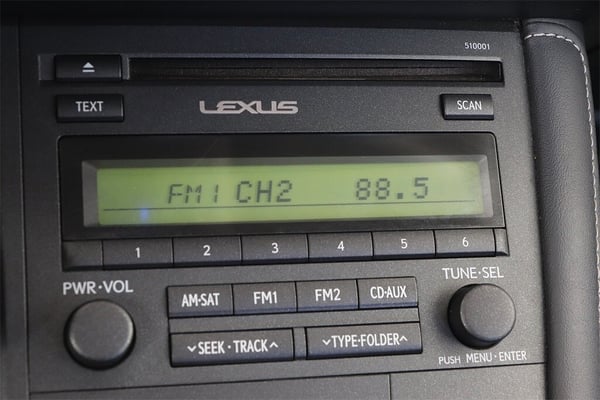 510001
TEXT
LEXUS
SCAN
FM1 CH2 88.5
1 2 3 4 5 6
PWR·VOL
TUNE·SEL
AM·SAT FM1 FM2 CD·AUX
SEEK·TRACK TYPE·FOLDER
PUSH MENU·ENTER